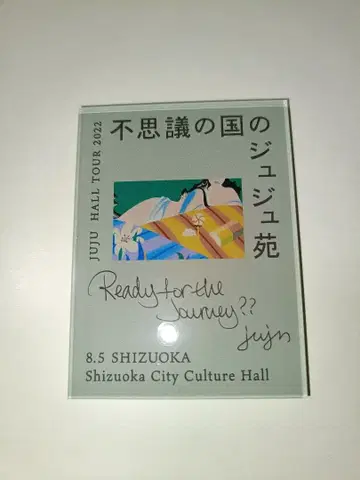 不思議の国の
ジュジュ苑
JUJU HALL TOUR 2022
Ready for the
Journey??
juju
8.5 SHIZUOKA
Shizuoka City Culture Hall